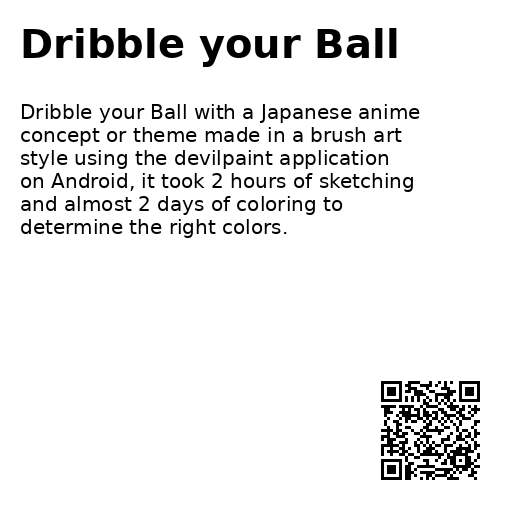 Dribble your Ball
Dribble your Ball with a Japanese anime
concept or theme made in a brush art
style using the devilpaint application
on Android, it took 2 hours of sketching
and almost 2 days of coloring to
determine the right colors.